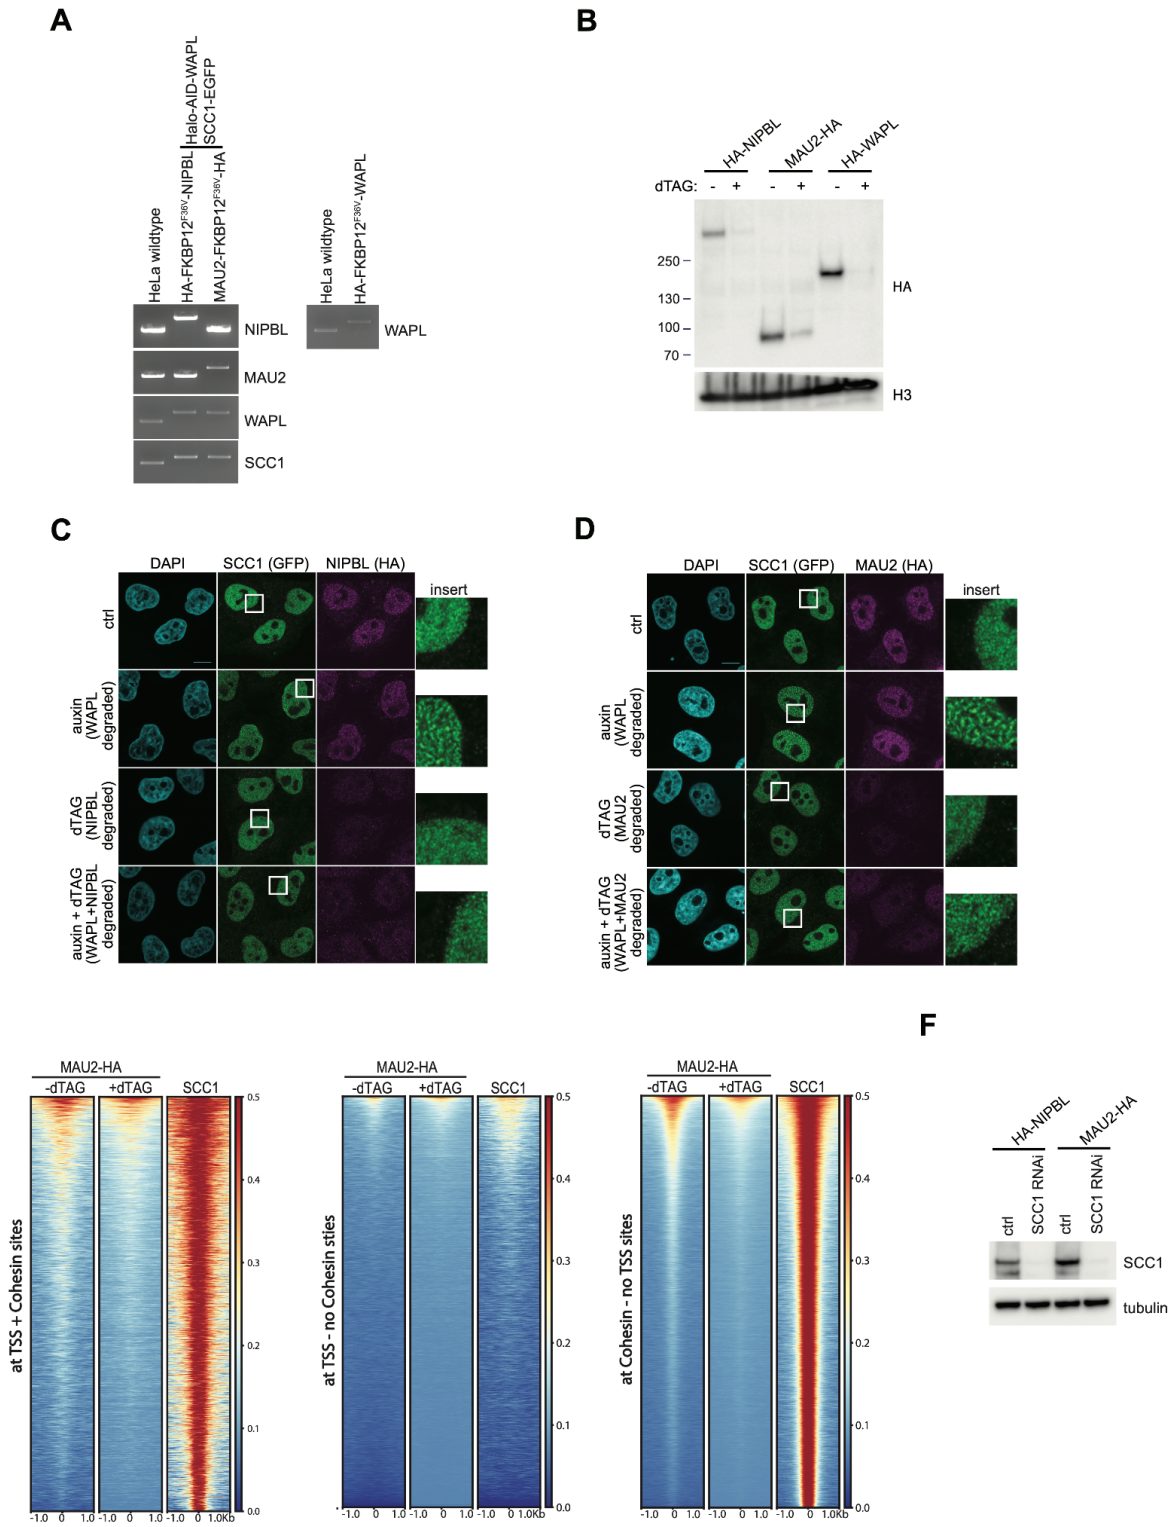 A
Halo-AID-WAPL
SCC1-EGFP
HeLa wildtype
HA-FKBP12F36V-NIPBL
MAU2-FKBP12F36V-HA
NIPBL
MAU2
WAPL
SCC1
HeLa wildtype
HA-FKBP12F36V-WAPL
WAPL
B
HA-NIPBL
MAU2-HA
HA-WAPL
dTAG: - + - + - +
250
130
100
70
HA
H3
C
DAPI
SCC1 (GFP)
NIPBL (HA)
insert
ctrl
auxin
(WAPL
degraded)
dTAG
(NIPBL
degraded)
auxin + dTAG
(WAPL+NIPBL
degraded)
D
DAPI
SCC1 (GFP)
MAU2 (HA)
insert
ctrl
auxin
(WAPL
degraded)
dTAG
(MAU2
degraded)
auxin + dTAG
(WAPL+MAU2
degraded)
MAU2-HA
-dTAG +dTAG SCC1
at TSS + Cohesin sites
0.5
0.4
0.3
0.2
0.1
0.0
-1.0 0 1.0 -1.0 0 1.0 -1.0 0 1.0Kb
MAU2-HA
-dTAG +dTAG SCC1
at TSS - no Cohesin sties
0.5
0.4
0.3
0.2
0.1
0.0
-1.0 0 1.0 -1.0 0 1.0 -1.0 0 1.0Kb
MAU2-HA
-dTAG +dTAG SCC1
at Cohesin - no TSS sites
0.5
0.4
0.3
0.2
0.1
0.0
-1.0 0 1.0 -1.0 0 1.0 -1.0 0 1.0Kb
F
HA-NIPBL
MAU2-HA
ctrl
SCC1 RNAi
ctrl
SCC1 RNAi
SCC1
tubulin